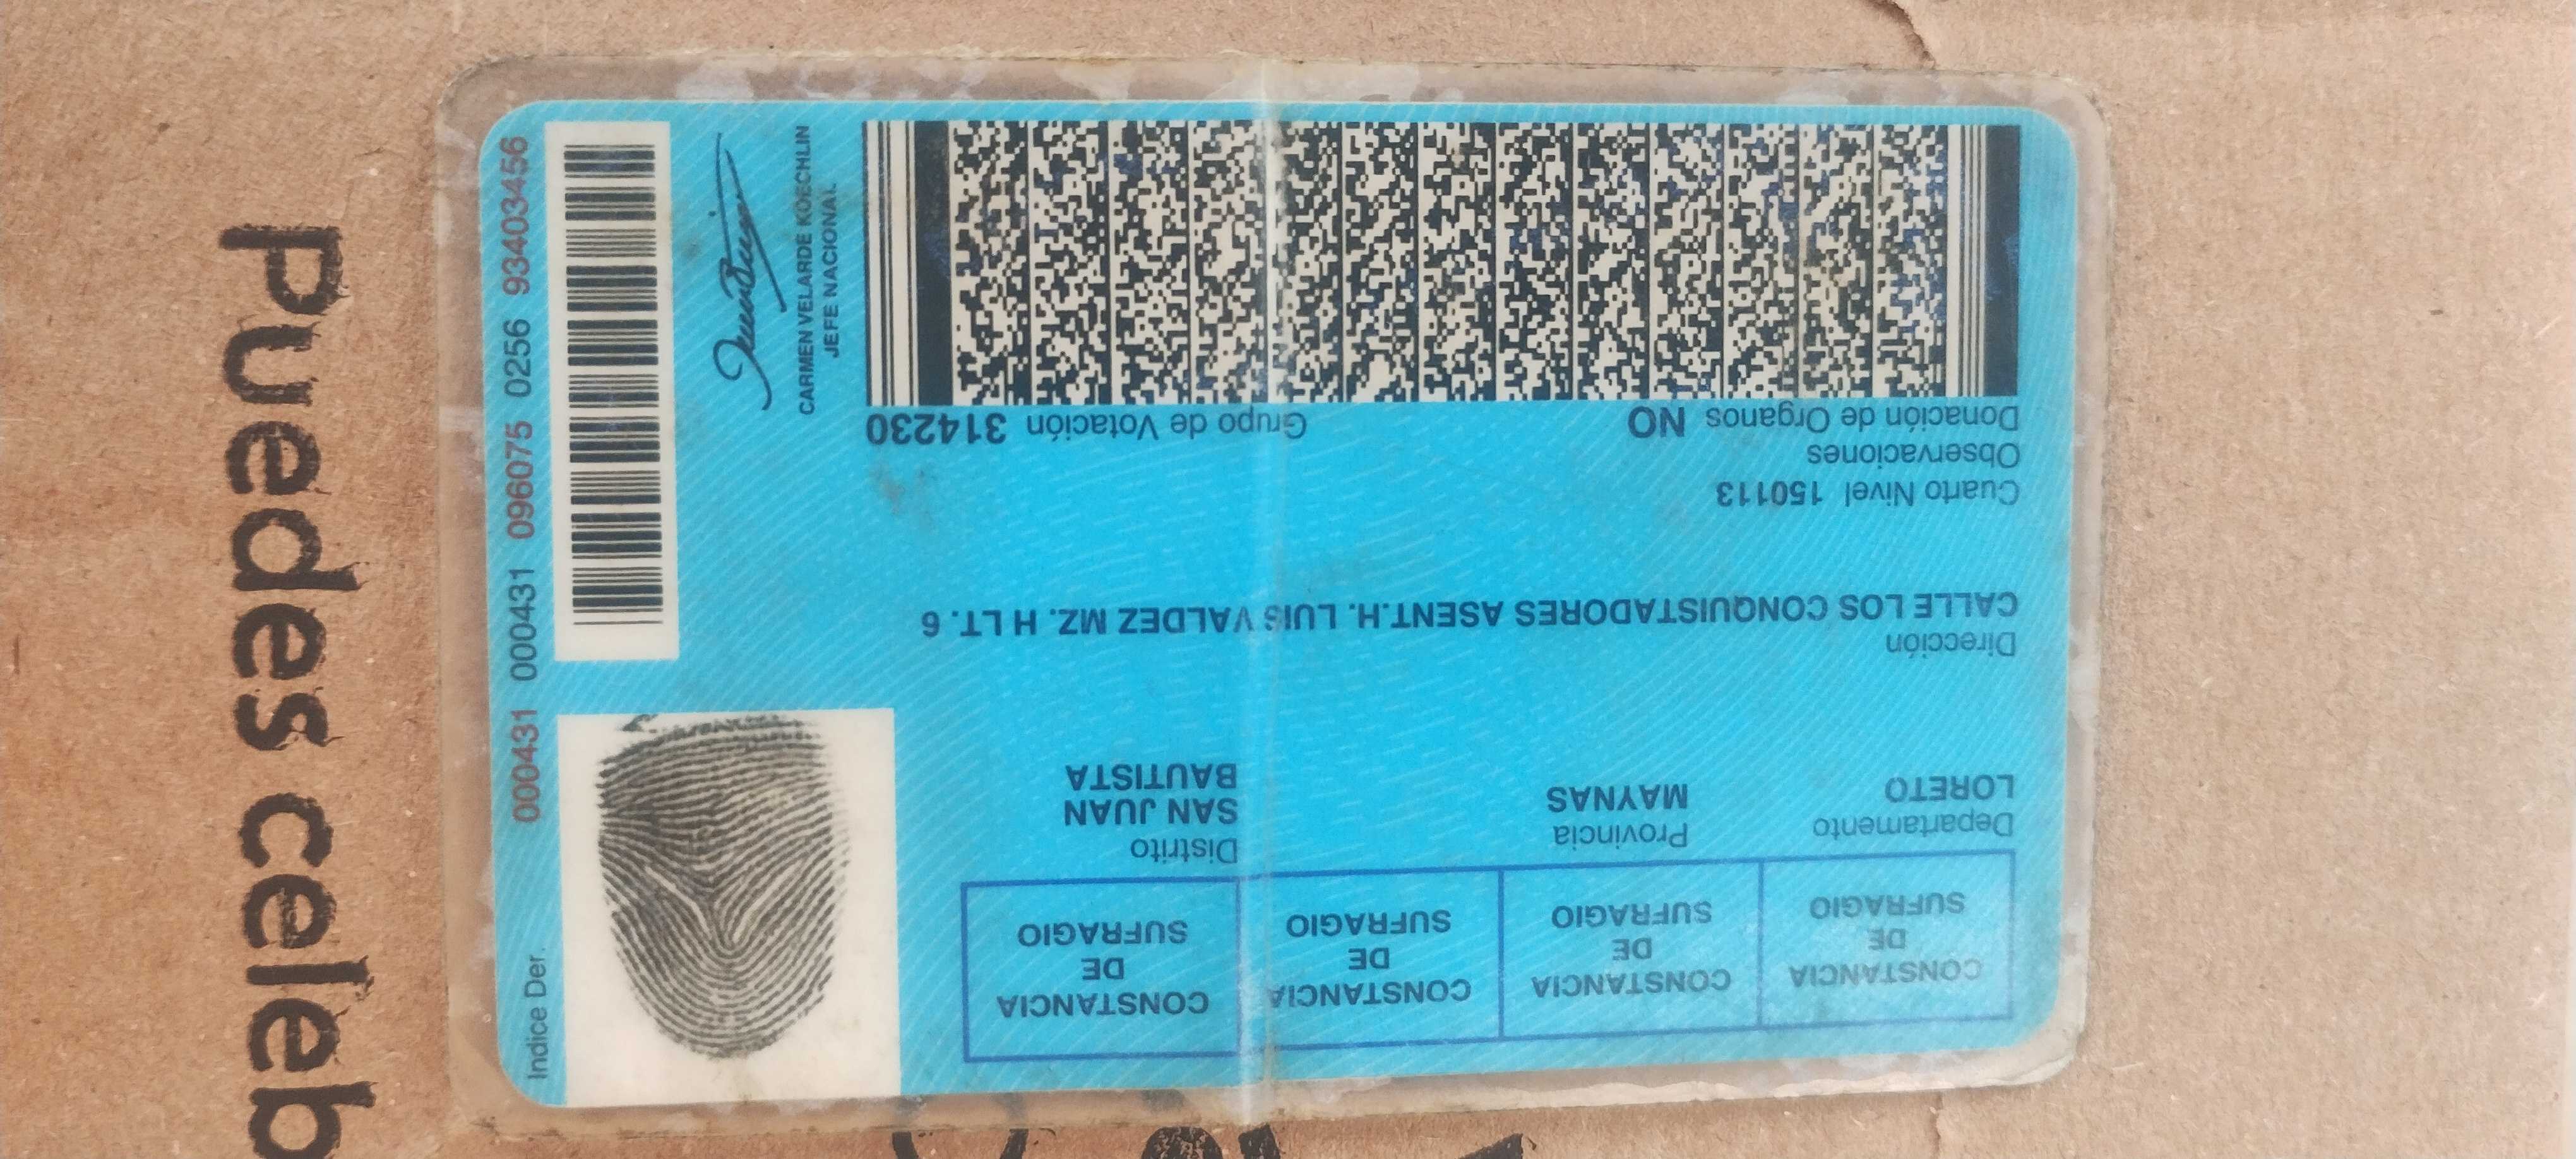 CONSTANCIA DE SUFRAGIO
CONSTANCIA DE SUFRAGIO
CONSTANCIA DE SUFRAGIO
CONSTANCIA DE SUFRAGIO
Departamento
LORETO
Provincia
MAYNAS
Distrito
SAN JUAN
BAUTISTA
Dirección
CALLE LOS CONQUISTADORES ASENT.H. LUIS VALDEZ MZ. H LT. 6
Cuarto Nivel 150113
Observaciones
Donación de Organos NO
Grupo de Votación 314230
CARMEN VELARDE KOECHLIN
JEFE NACIONAL
Indice Der.
000431 000431 096075 0256 93403456
Puedes celeb